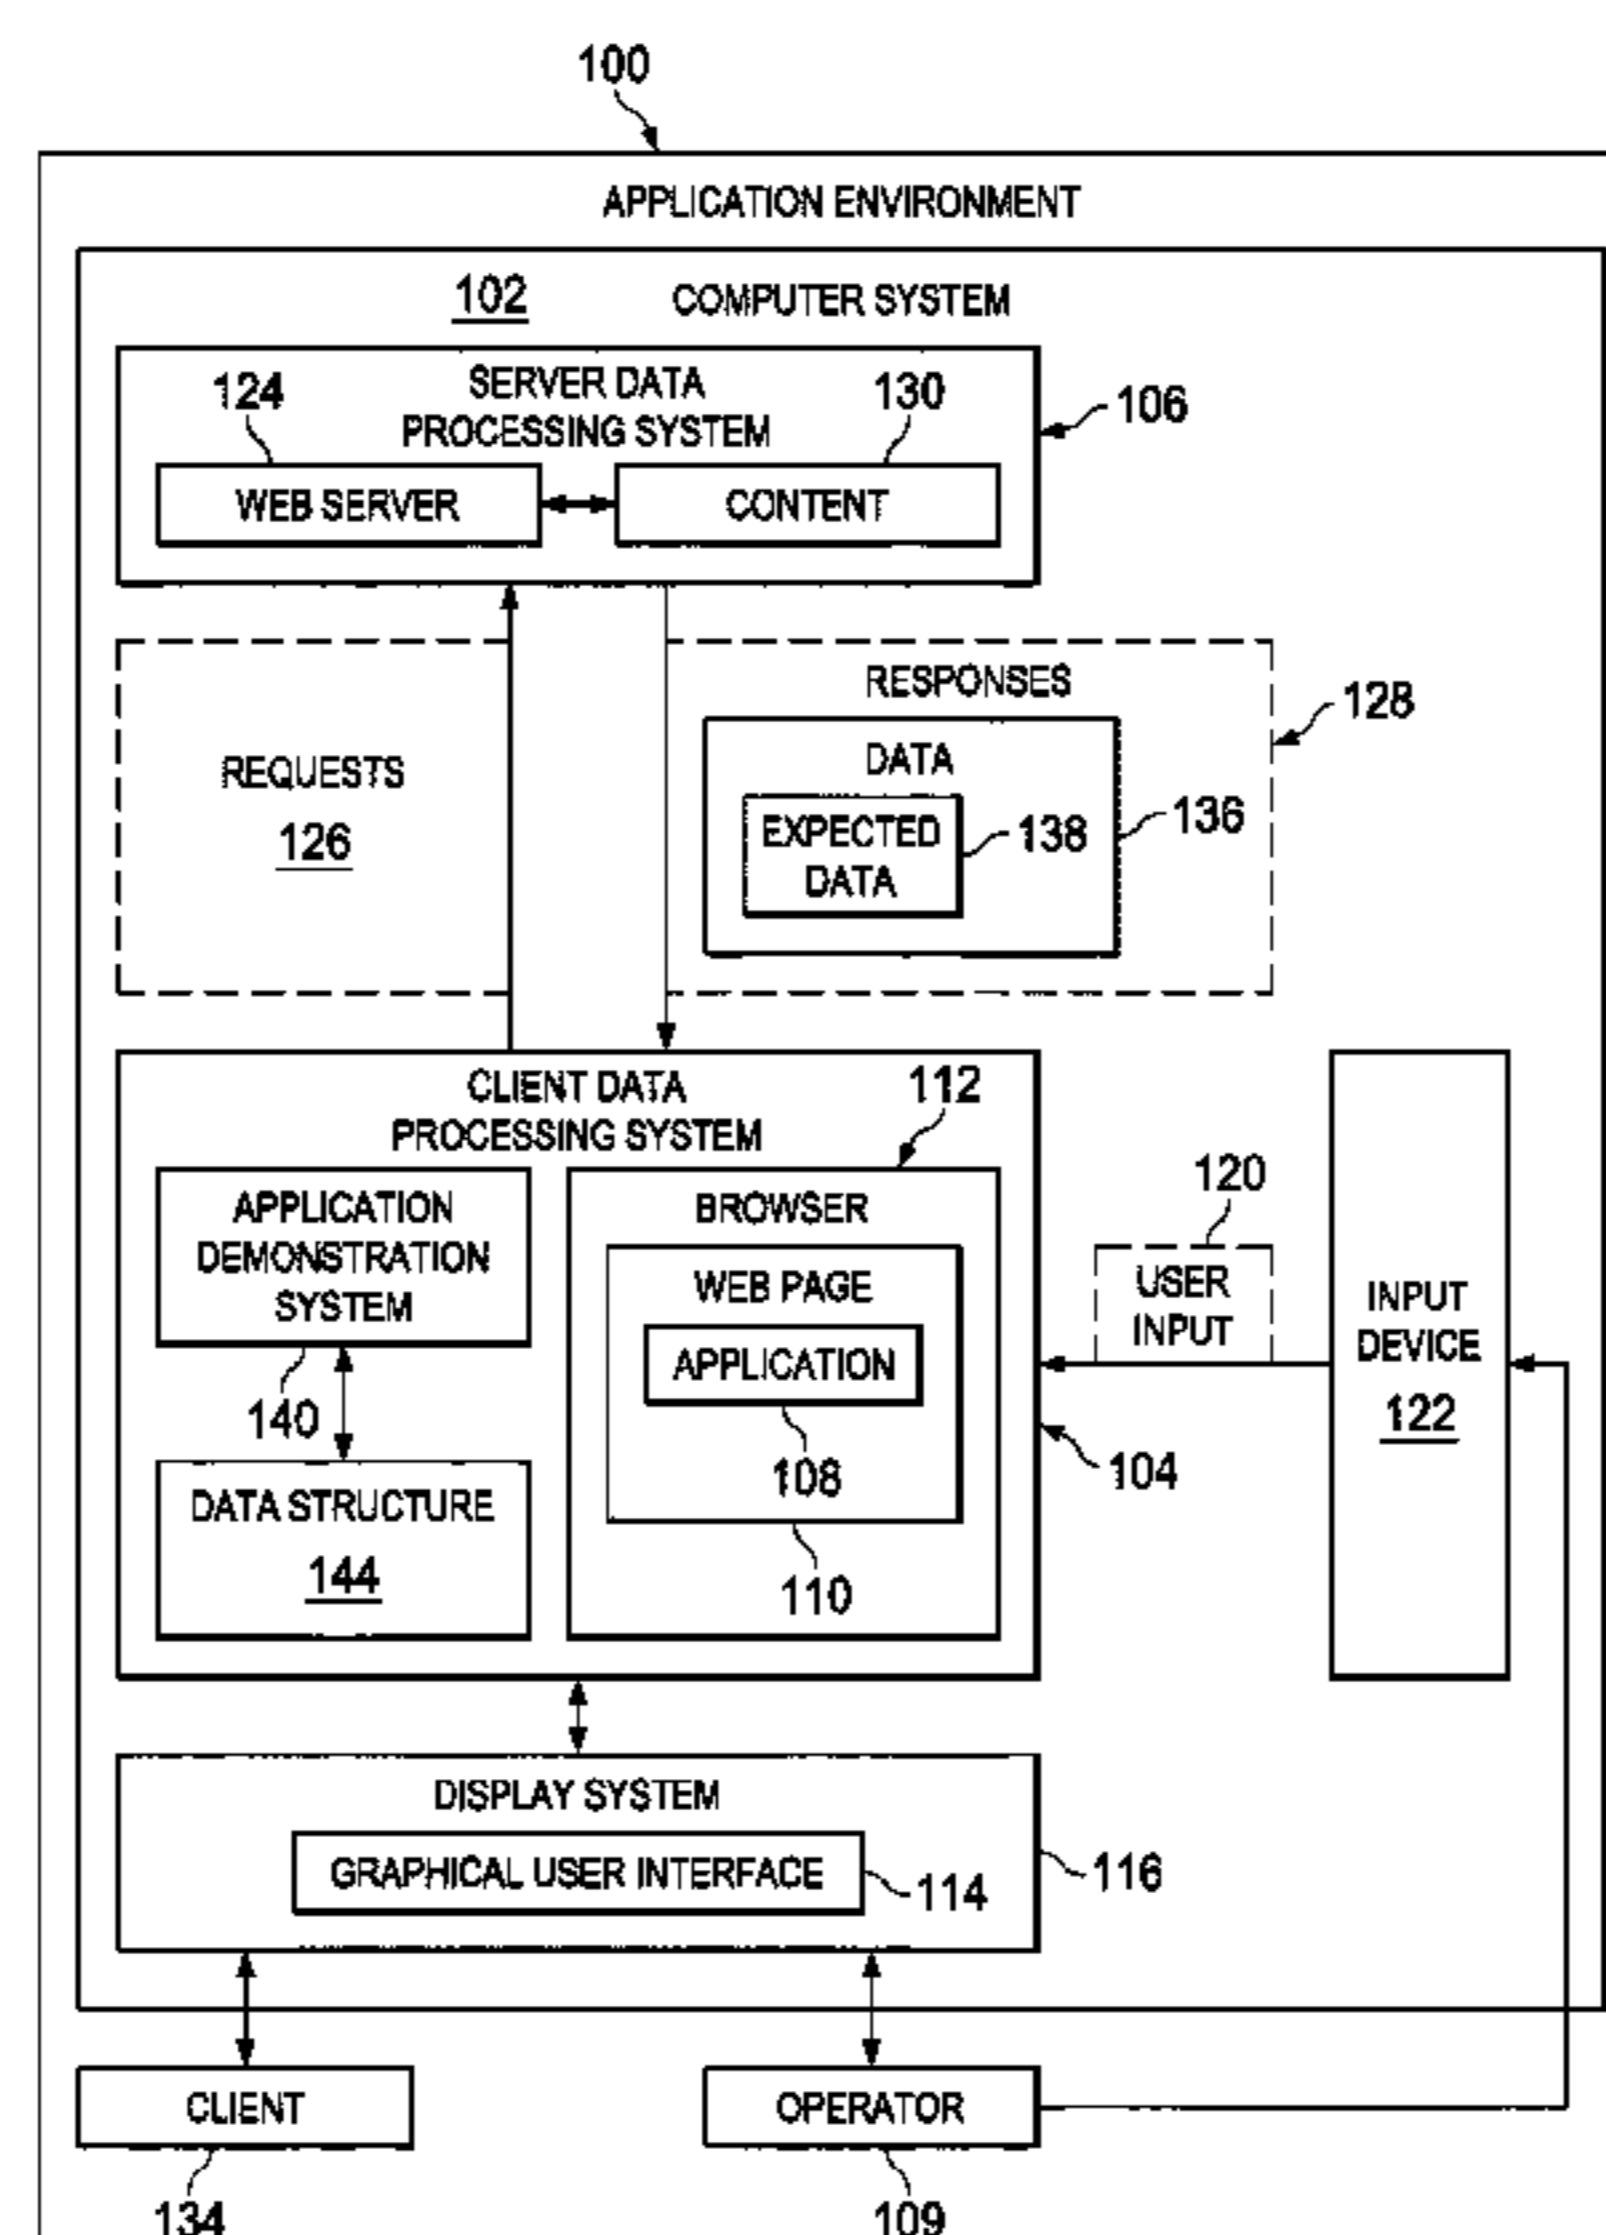 100
APPLICATION ENVIRONMENT
102 COMPUTER SYSTEM
SERVER DATA
PROCESSING SYSTEM
124
130
106
WEB SERVER
CONTENT
REQUESTS
126
RESPONSES
128
DATA
136
EXPECTED
DATA
138
CLIENT DATA
PROCESSING SYSTEM
112
APPLICATION
DEMONSTRATION
SYSTEM
140
DATA STRUCTURE
144
BROWSER
WEB PAGE
APPLICATION
108
110
120
USER
INPUT
104
INPUT
DEVICE
122
DISPLAY SYSTEM
GRAPHICAL USER INTERFACE
114
116
CLIENT
134
OPERATOR
109